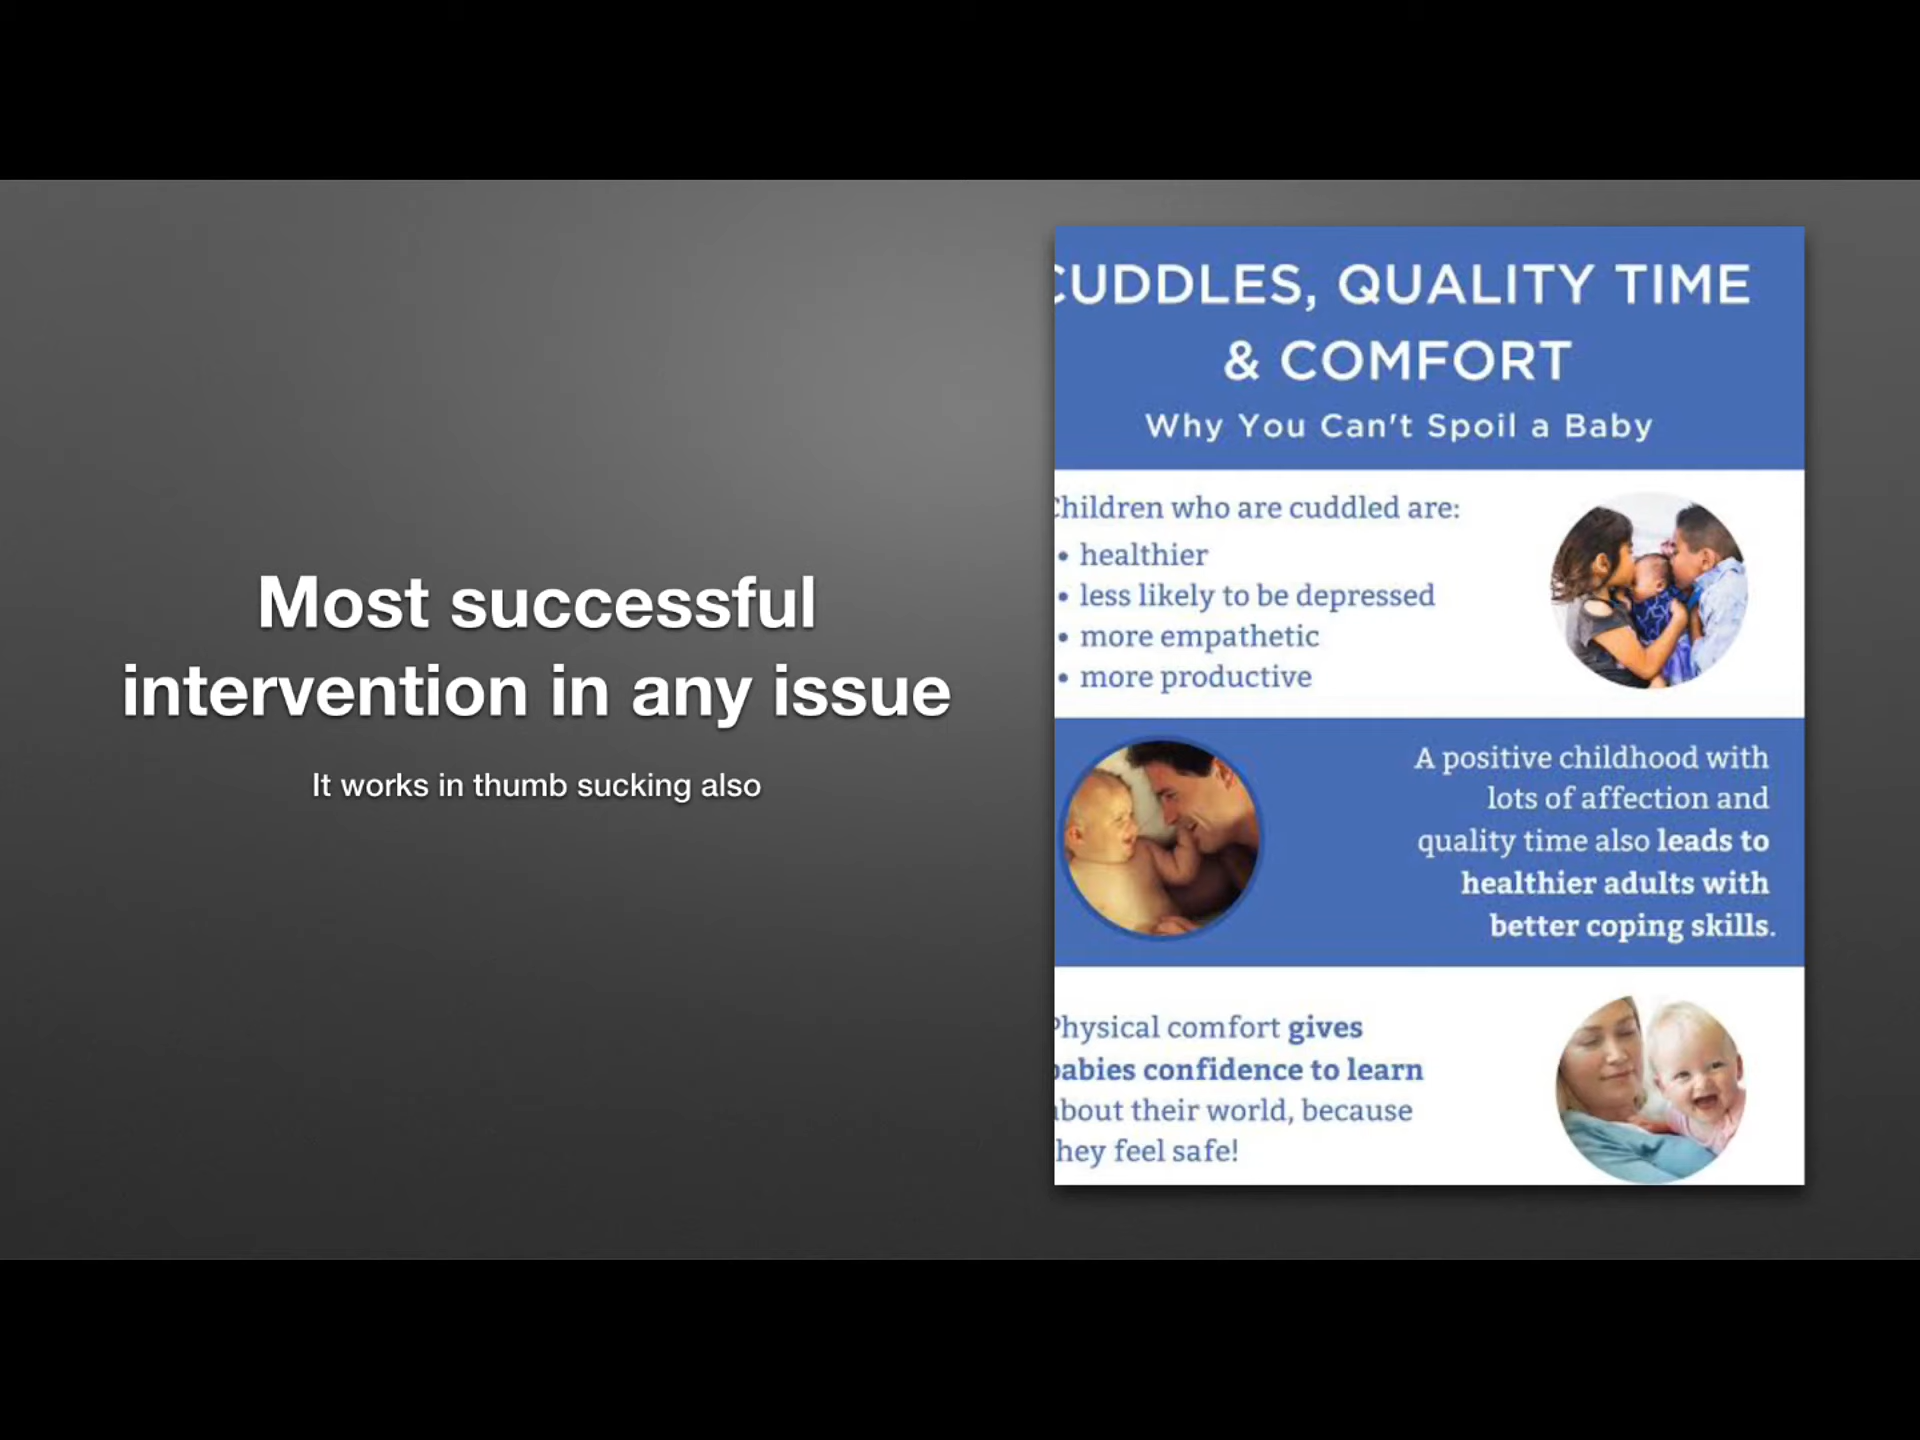 Most successful
intervention in any issue
It works in thumb sucking also
CUDDLES, QUALITY TIME
& COMFORT
Why You Can't Spoil a Baby
Children who are cuddled are:
• healthier
• less likely to be depressed
• more empathetic
• more productive
A positive childhood with
lots of affection and
quality time also leads to
healthier adults with
better coping skills.
Physical comfort gives
babies confidence to learn
about their world, because
they feel safe!